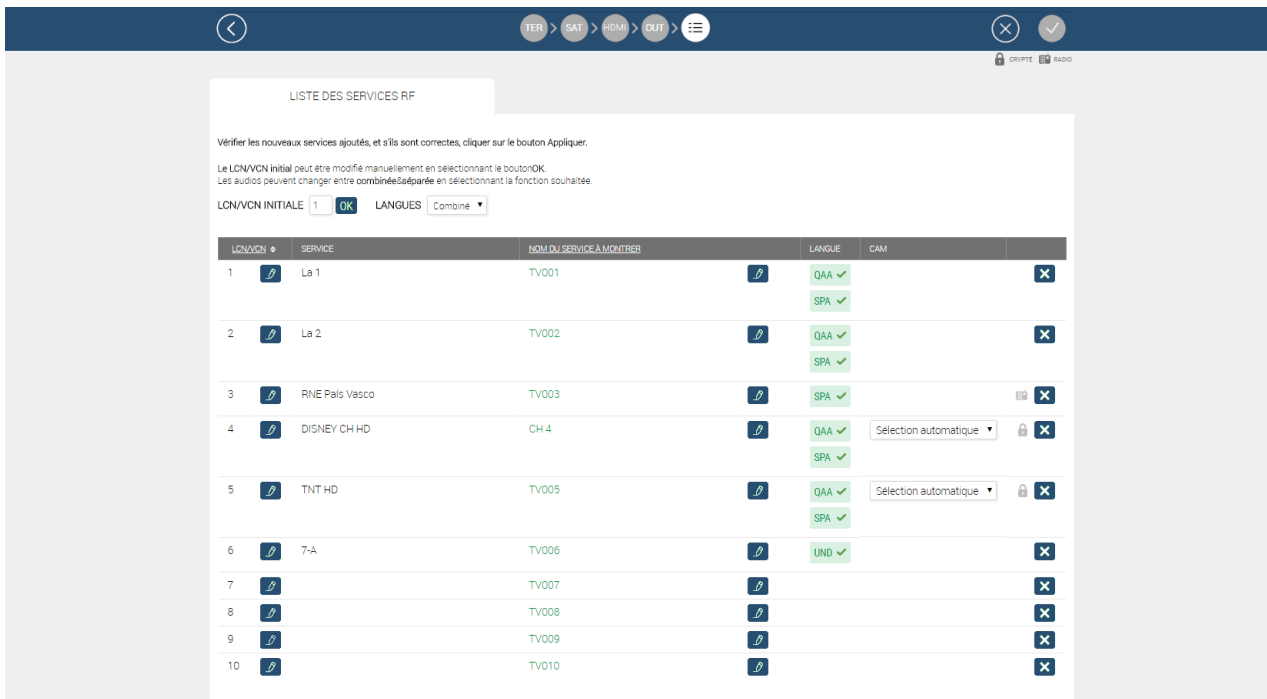 TER > SAT > HDMI > OUT >
CRYPTÉ RADIO
LISTE DES SERVICES RF
Vérifier les nouveaux services ajoutés, et s'ils sont correctes, cliquer sur le bouton Appliquer.
Le LCN/VCN initial peut être modifié manuellement en sélectionnant le boutonOK.
Les audios peuvent changer entre combinée&séparée en sélectionnant la fonction souhaitée.
LCN/VCN INITIALE 1 OK LANGUES Combiné
LCN/VCN SERVICE NOM DU SERVICE À MONTRER LANGUE CAM
1 La 1 TV001 QAA
SPA
2 La 2 TV002 QAA
SPA
3 RNE País Vasco TV003 SPA
4 DISNEY CH HD CH 4 QAA Sélection automatique
SPA
5 TNT HD TV005 QAA Sélection automatique
SPA
6 7-A TV006 UND
7 TV007
8 TV008
9 TV009
10 TV010